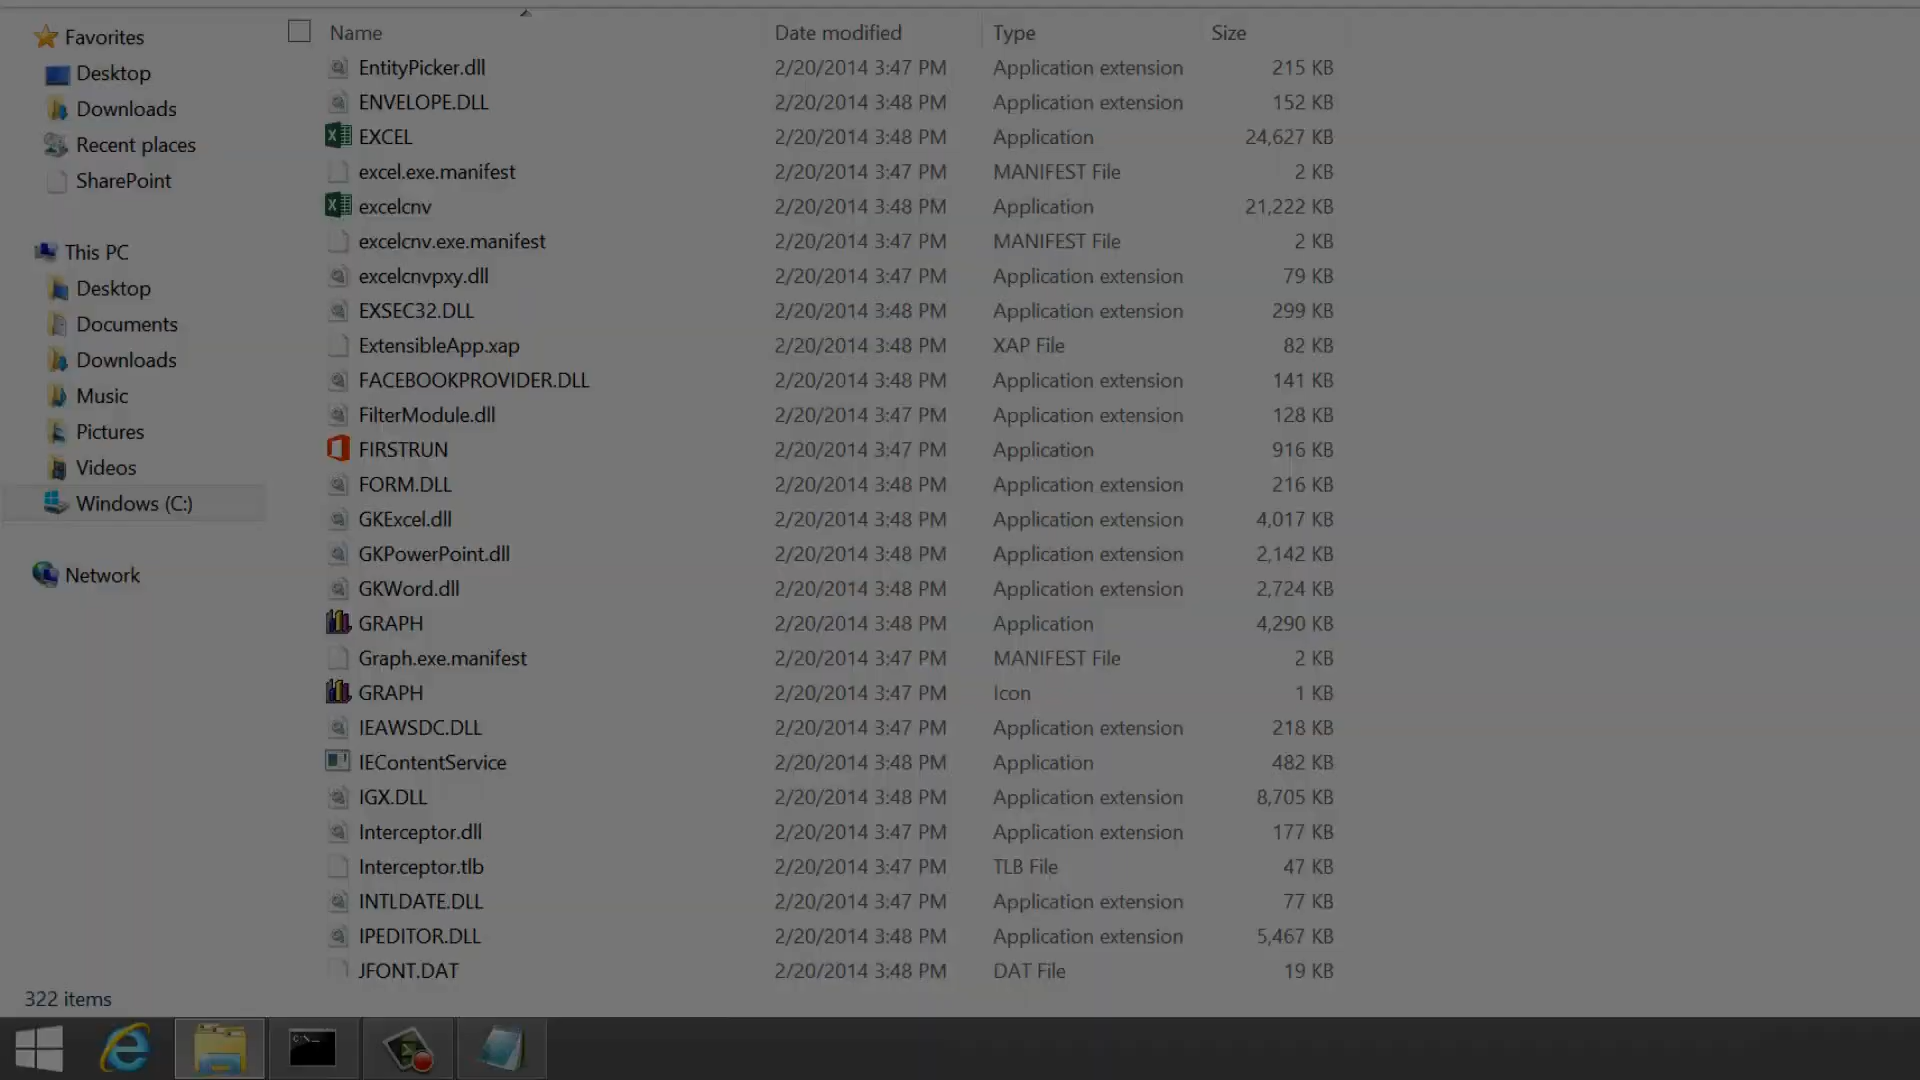 Favorites
Desktop
Downloads
Recent places
SharePoint
This PC
Desktop
Documents
Downloads
Music
Pictures
Videos
Windows (C:)
Network
Name Date modified Type Size
EntityPicker.dll 2/20/2014 3:47 PM Application extension 215 KB
ENVELOPE.DLL 2/20/2014 3:48 PM Application extension 152 KB
EXCEL 2/20/2014 3:48 PM Application 24,627 KB
excel.exe.manifest 2/20/2014 3:47 PM MANIFEST File 2 KB
excelcnv 2/20/2014 3:48 PM Application 21,222 KB
excelcnv.exe.manifest 2/20/2014 3:47 PM MANIFEST File 2 KB
excelcnvpxy.dll 2/20/2014 3:47 PM Application extension 79 KB
EXSEC32.DLL 2/20/2014 3:48 PM Application extension 299 KB
ExtensibleApp.xap 2/20/2014 3:48 PM XAP File 82 KB
FACEBOOKPROVIDER.DLL 2/20/2014 3:48 PM Application extension 141 KB
FilterModule.dll 2/20/2014 3:47 PM Application extension 128 KB
FIRSTRUN 2/20/2014 3:47 PM Application 916 KB
FORM.DLL 2/20/2014 3:48 PM Application extension 216 KB
GKExcel.dll 2/20/2014 3:48 PM Application extension 4,017 KB
GKPowerPoint.dll 2/20/2014 3:48 PM Application extension 2,142 KB
GKWord.dll 2/20/2014 3:48 PM Application extension 2,724 KB
GRAPH 2/20/2014 3:48 PM Application 4,290 KB
Graph.exe.manifest 2/20/2014 3:47 PM MANIFEST File 2 KB
GRAPH 2/20/2014 3:47 PM Icon 1 KB
IEAWSDC.DLL 2/20/2014 3:47 PM Application extension 218 KB
IEContentService 2/20/2014 3:48 PM Application 482 KB
IGX.DLL 2/20/2014 3:48 PM Application extension 8,705 KB
Interceptor.dll 2/20/2014 3:47 PM Application extension 177 KB
Interceptor.tlb 2/20/2014 3:47 PM TLB File 47 KB
INTLDATE.DLL 2/20/2014 3:47 PM Application extension 77 KB
IPEDITOR.DLL 2/20/2014 3:48 PM Application extension 5,467 KB
JFONT.DAT 2/20/2014 3:48 PM DAT File 19 KB
322 items